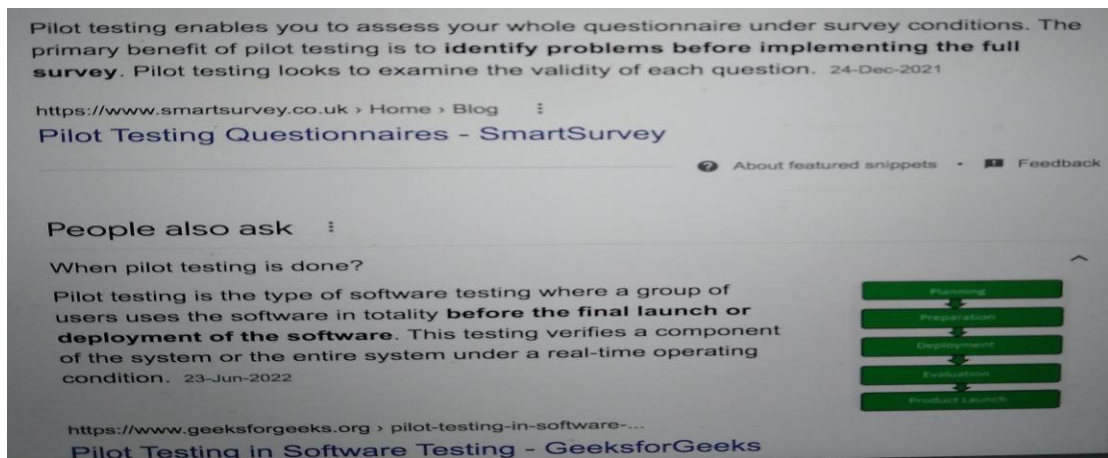 Pilot testing enables you to assess your whole questionnaire under survey conditions. The
primary benefit of pilot testing is to identify problems before implementing the full
survey. Pilot testing looks to examine the validity of each question. 24-Dec-2021
https://www.smartsurvey.co.uk › Home › Blog
Pilot Testing Questionnaires - SmartSurvey
About featured snippets • Feedback
People also ask
When pilot testing is done?
Pilot testing is the type of software testing where a group of
users uses the software in totality before the final launch or
deployment of the software. This testing verifies a component
of the system or the entire system under a real-time operating
condition. 23-Jun-2022
Planning
Preparation
Deployment
Evaluation
Product Launch
https://www.geeksforgeeks.org › pilot-testing-in-software-...
Pilot Testing in Software Testing - GeeksforGeeks